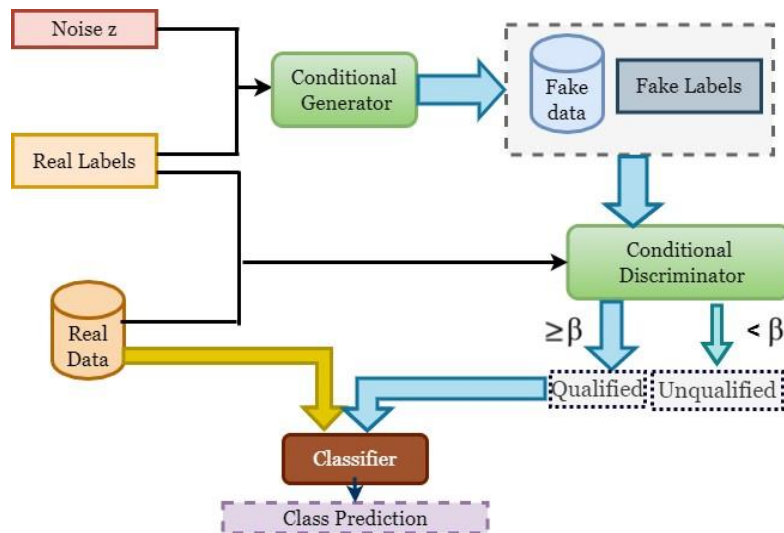 Noise z
Conditional
Generator
Fake
data
Fake Labels
Real Labels
Conditional
Discriminator
Real
Data
≥β
< β
Qualified
Unqualified
Classifier
Class Prediction